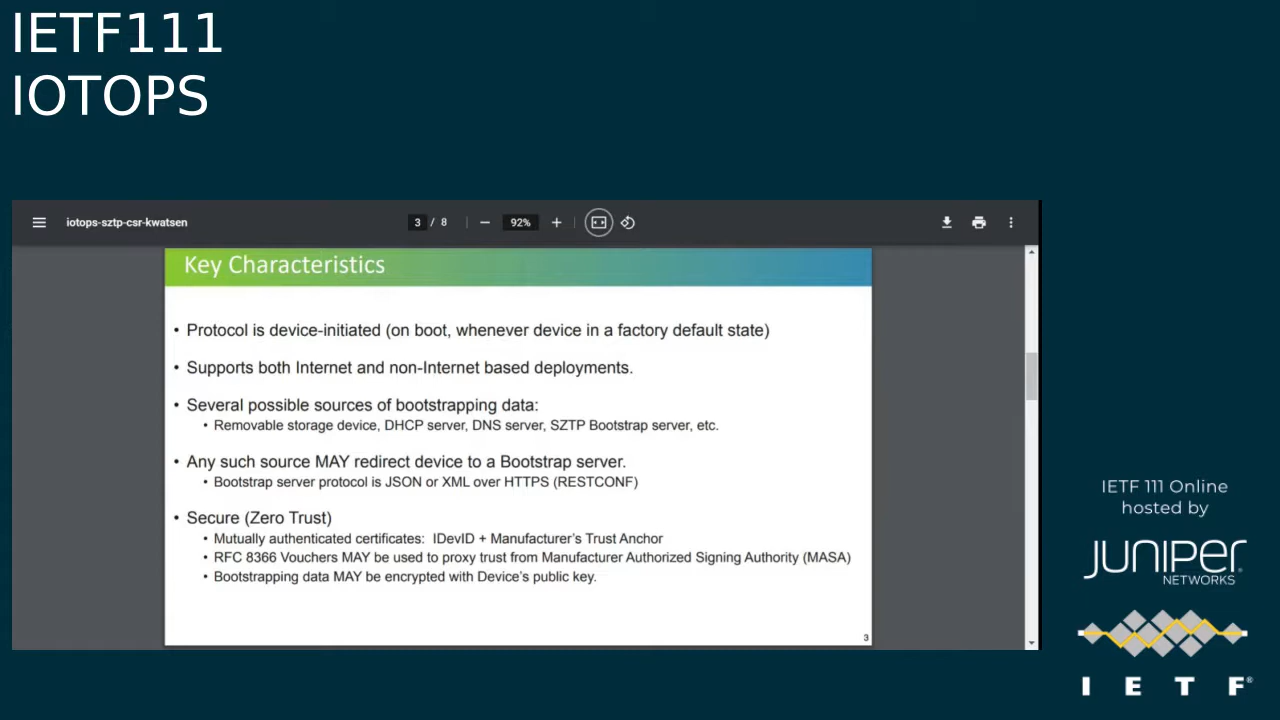 IETF111
IOTOPS
iotops-sztp-csr-kwatsen
3 / 8
92%
Key Characteristics
• Protocol is device-initiated (on boot, whenever device in a factory default state)
• Supports both Internet and non-Internet based deployments.
• Several possible sources of bootstrapping data:
• Removable storage device, DHCP server, DNS server, SZTP Bootstrap server, etc.
• Any such source MAY redirect device to a Bootstrap server.
• Bootstrap server protocol is JSON or XML over HTTPS (RESTCONF)
• Secure (Zero Trust)
• Mutually authenticated certificates: IDevID + Manufacturer's Trust Anchor
• RFC 8366 Vouchers MAY be used to proxy trust from Manufacturer Authorized Signing Authority (MASA)
• Bootstrapping data MAY be encrypted with Device's public key.
3
IETF 111 Online
hosted by
JUNIPER
NETWORKS
I E T F®